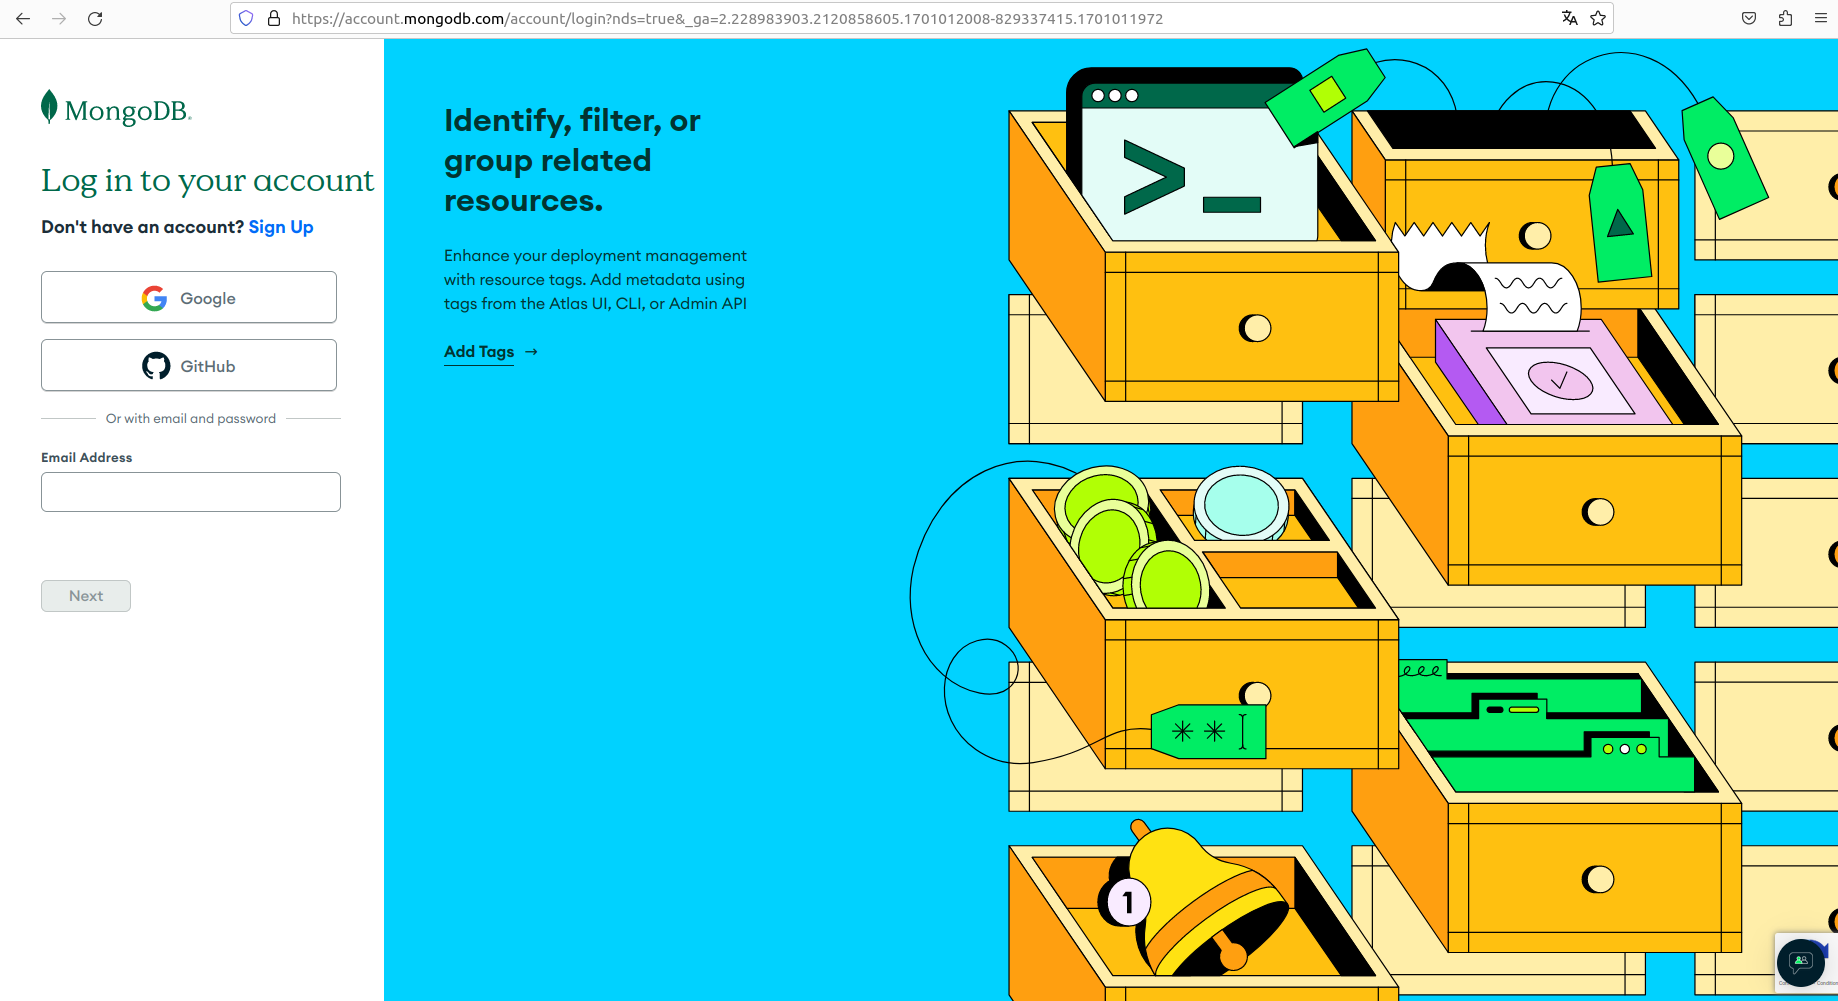 https://account.mongodb.com/account/login?nds=true&_ga=2.228983903.2120858605.1701012008-829337415.1701011972
MongoDB.
Log in to your account
Don't have an account? Sign Up
Google
GitHub
Or with email and password
Email Address
Next
Identify, filter, or
group related
resources.
Enhance your deployment management
with resource tags. Add metadata using
tags from the Atlas UI, CLI, or Admin API
Add Tags →
>_
**
1